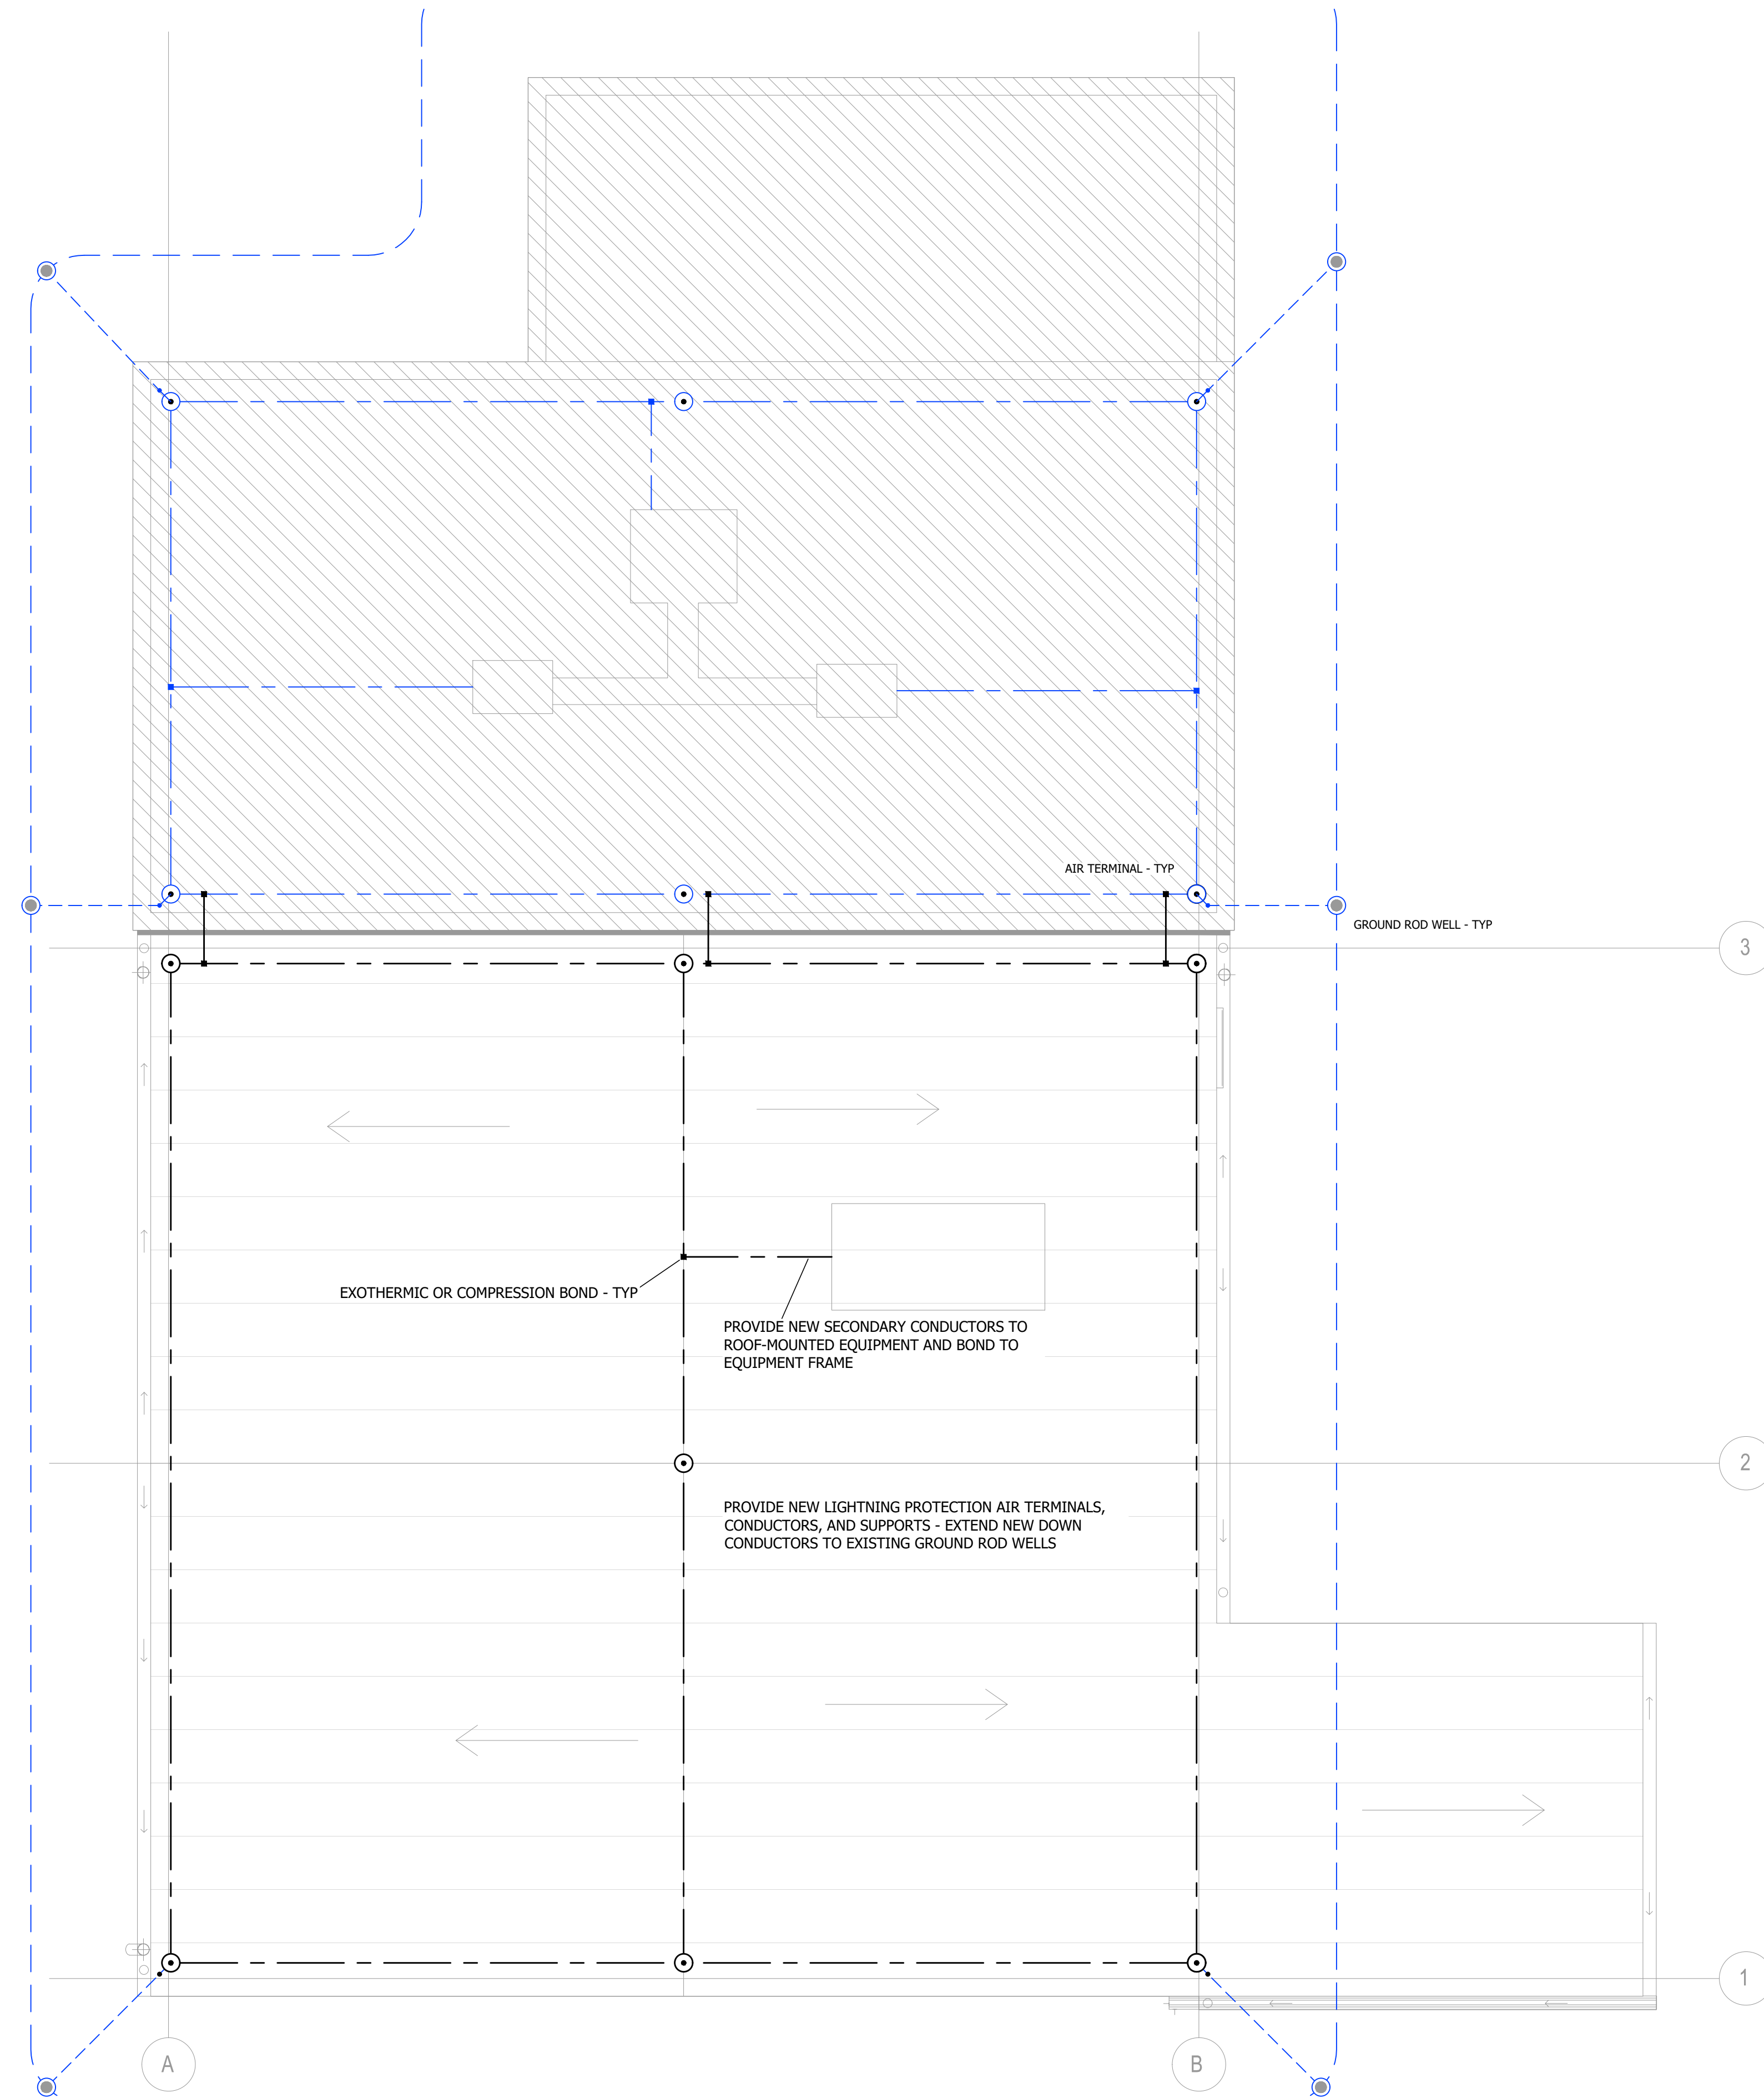 AIR TERMINAL - TYP
GROUND ROD WELL - TYP
3
EXOTHERMIC OR COMPRESSION BOND - TYP
PROVIDE NEW SECONDARY CONDUCTORS TO
ROOF-MOUNTED EQUIPMENT AND BOND TO
EQUIPMENT FRAME
2
PROVIDE NEW LIGHTNING PROTECTION AIR TERMINALS,
CONDUCTORS, AND SUPPORTS - EXTEND NEW DOWN
CONDUCTORS TO EXISTING GROUND ROD WELLS
1
A
B